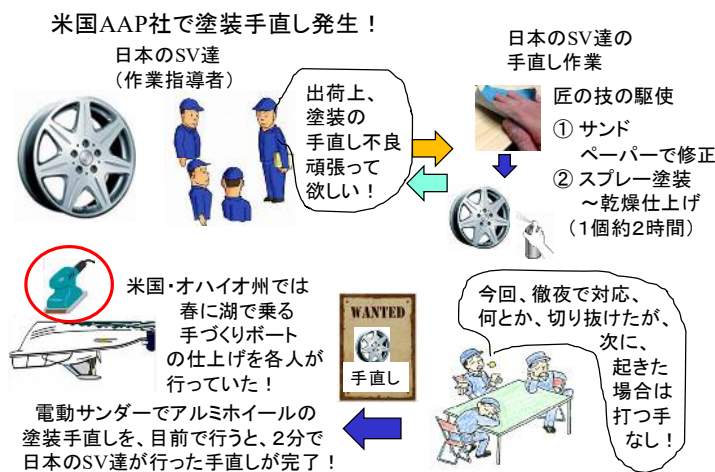 米国AAP社で塗装手直し発生！
日本のSV達
（作業指導者）
出荷上、
塗装の
手直し不良
頑張って
欲しい！
日本のSV達の
手直し作業
匠の技の駆使
① サンド
ペーパーで修正
② スプレー塗装
～乾燥仕上げ
（１個約２時間）
今回、徹夜で対応、
何とか、切り抜けたが、
次に、
起きた
場合は
打つ手
なし！
WANTED
手直し
米国・オハイオ州では
春に湖で乗る
手づくりボート
の仕上げを各人が
行っていた！
電動サンダーでアルミホイールの
塗装手直しを、目前で行うと、２分で
日本のSV達が行った手直しが完了！